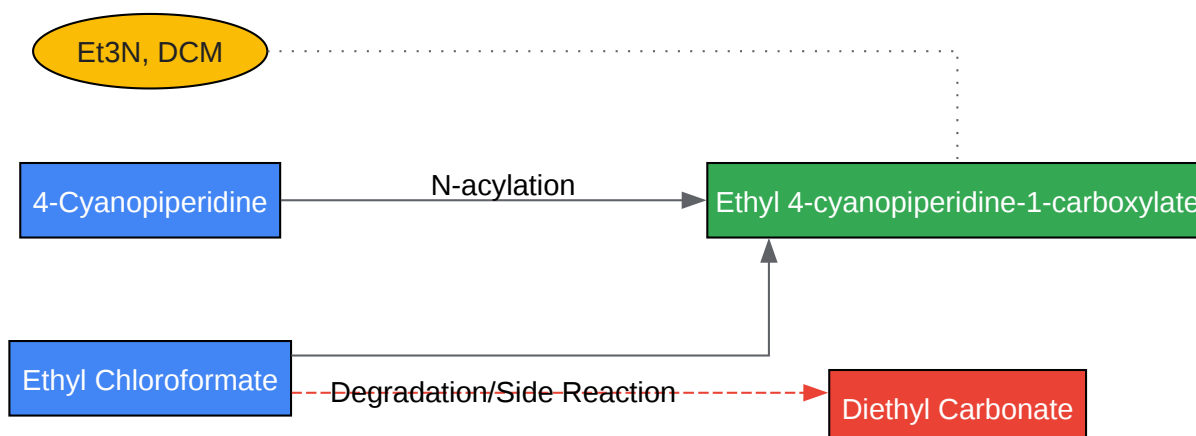 Et3N, DCM
4-Cyanopiperidine
N-acylation
Ethyl 4-cyanopiperidine-1-carboxylate
Ethyl Chloroformate
Degradation/Side Reaction
Diethyl Carbonate